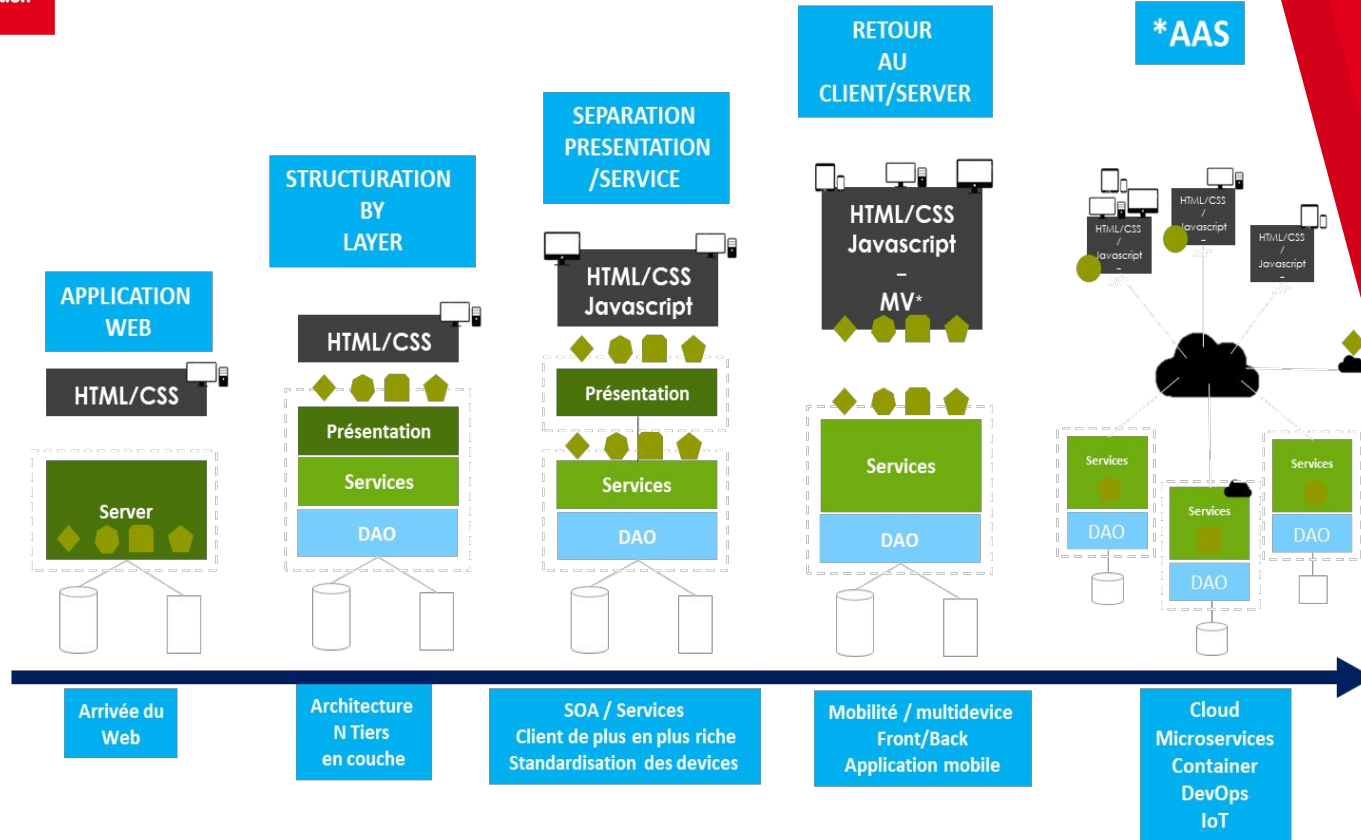 RETOUR
AU
CLIENT/SERVER
*AAS
SEPARATION
PRESENTATION
/SERVICE
STRUCTURATION
BY
LAYER
APPLICATION
WEB
HTML/CSS
Server
HTML/CSS
Présentation
Services
DAO
HTML/CSS
Javascript
Présentation
Services
DAO
HTML/CSS
Javascript
–
MV*
Services
DAO
HTML/CSS
/
Javascript
–
HTML/CSS
/
Javascript
–
HTML/CSS
/
Javascript
–
Services
DAO
Services
DAO
Services
DAO
Arrivée du
Web
Architecture
N Tiers
en couche
SOA / Services
Client de plus en plus riche
Standardisation des devices
Mobilité / multidevice
Front/Back
Application mobile
Cloud
Microservices
Container
DevOps
IoT